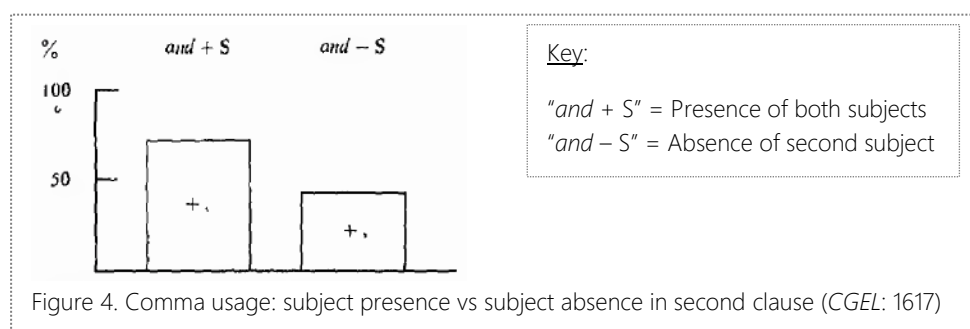 % and + S and – S
100
50
+ ,
+ ,
Key:
"and + S" = Presence of both subjects
"and – S" = Absence of second subject
Figure 4. Comma usage: subject presence vs subject absence in second clause (CGEL: 1617)